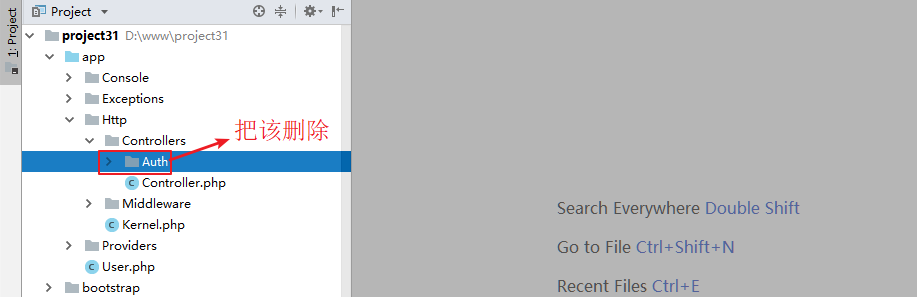 1: Project
Project
project31 D:\www\project31
app
Console
Exceptions
Http
Controllers
Auth
把该删除
Controller.php
Middleware
Kernel.php
Providers
User.php
bootstrap
Search Everywhere Double Shift
Go to File Ctrl+Shift+N
Recent Files Ctrl+E